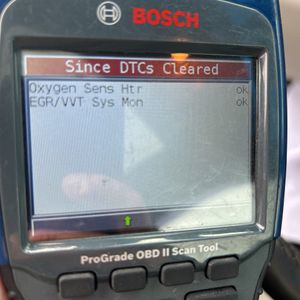 BOSCH
Since DTCs Cleared
Oxygen Sens Htr ok
EGR/VVT Sys Mon ok
ProGrade OBD II Scan Tool